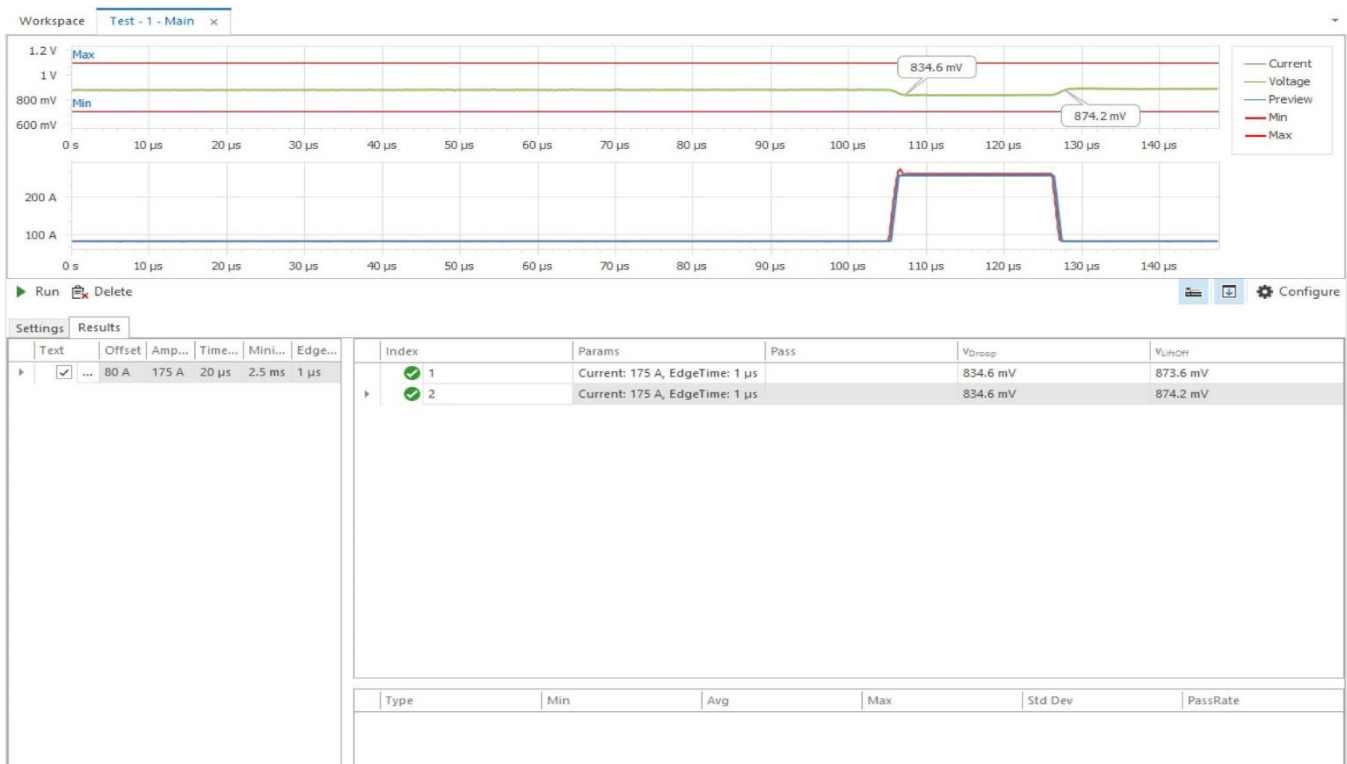 Workspace Test - 1 - Main ×
1.2 V
1 V
800 mV
600 mV
Max
Min
834.6 mV
874.2 mV
Current
Voltage
Preview
Min
Max
0 s 10 µs 20 µs 30 µs 40 µs 50 µs 60 µs 70 µs 80 µs 90 µs 100 µs 110 µs 120 µs 130 µs 140 µs
200 A
100 A
0 s 10 µs 20 µs 30 µs 40 µs 50 µs 60 µs 70 µs 80 µs 90 µs 100 µs 110 µs 120 µs 130 µs 140 µs
Run Delete Configure
Settings Results
Text Offset Amp... Time... Mini... Edge...
... 80 A 175 A 20 µs 2.5 ms 1 µs
Index Params Pass VDroop VLiftOff
1 Current: 175 A, EdgeTime: 1 µs 834.6 mV 873.6 mV
2 Current: 175 A, EdgeTime: 1 µs 834.6 mV 874.2 mV
Type Min Avg Max Std Dev PassRate